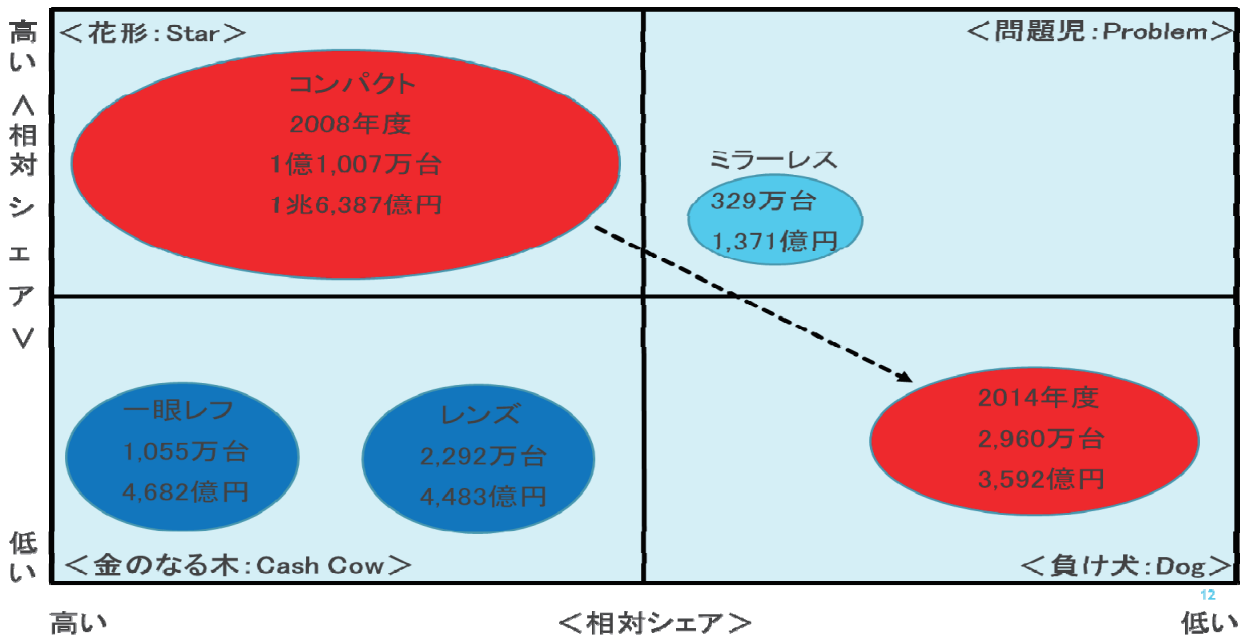 高い＜相対シェア＞低い
＜花形:Star＞
＜問題児:Problem＞
コンパクト
2008年度
1億1,007万台
1兆6,387億円
ミラーレス
329万台
1,371億円
一眼レフ
1,055万台
4,682億円
レンズ
2,292万台
4,483億円
2014年度
2,960万台
3,592億円
＜金のなる木:Cash Cow＞
＜負け犬:Dog＞
12
高い
＜相対シェア＞
低い